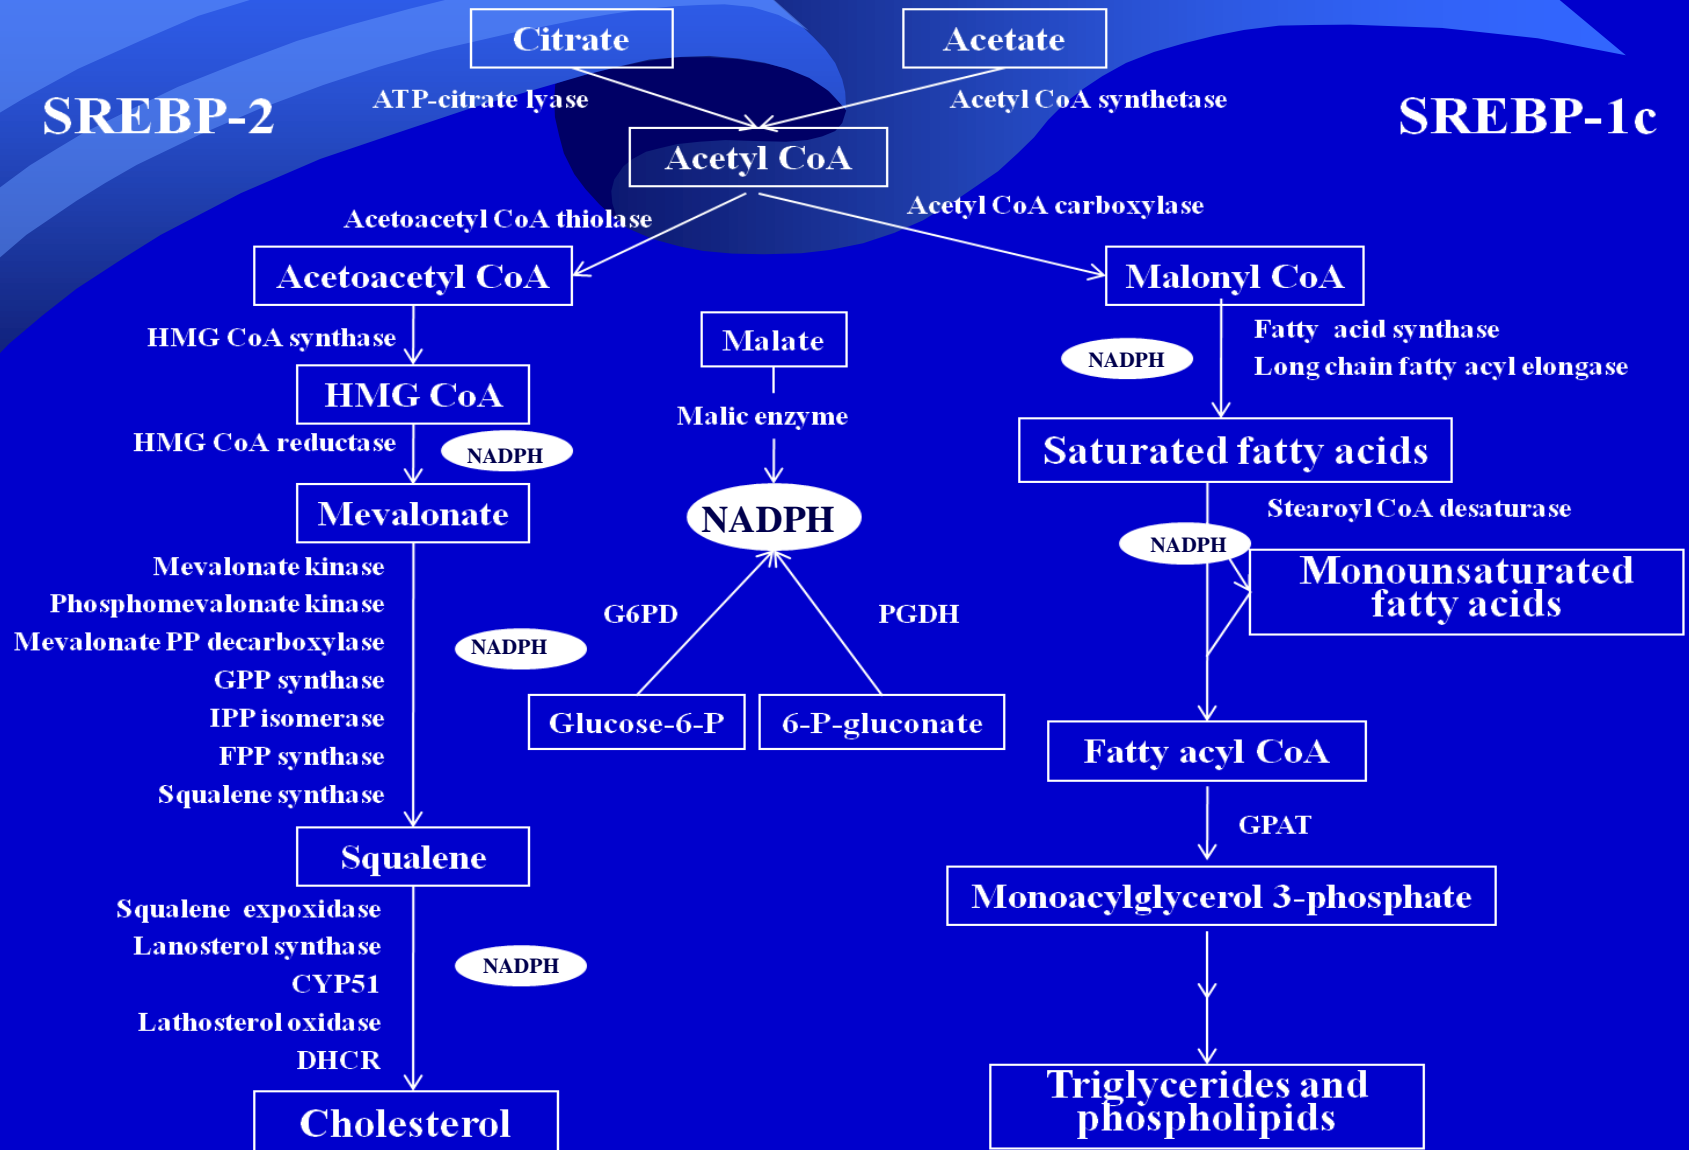 Citrate
Acetate
SREBP-2
ATP-citrate lyase
Acetyl CoA synthetase
SREBP-1c
Acetyl CoA
Acetoacetyl CoA thiolase
Acetyl CoA carboxylase
Acetoacetyl CoA
Malonyl CoA
HMG CoA synthase
Malate
Fatty acid synthase
NADPH
Long chain fatty acyl elongase
HMG CoA
Malic enzyme
HMG CoA reductase
NADPH
Saturated fatty acids
Mevalonate
NADPH
Stearoyl CoA desaturase
NADPH
Monounsaturated
fatty acids
Mevalonate kinase
Phosphomevalonate kinase
Mevalonate PP decarboxylase
GPP synthase
IPP isomerase
FPP synthase
Squalene synthase
NADPH
G6PD
PGDH
Glucose-6-P
6-P-gluconate
Fatty acyl CoA
GPAT
Squalene
Monoacylglycerol 3-phosphate
Squalene expoxidase
Lanosterol synthase
CYP51
Lathosterol oxidase
DHCR
NADPH
Cholesterol
Triglycerides and
phospholipids